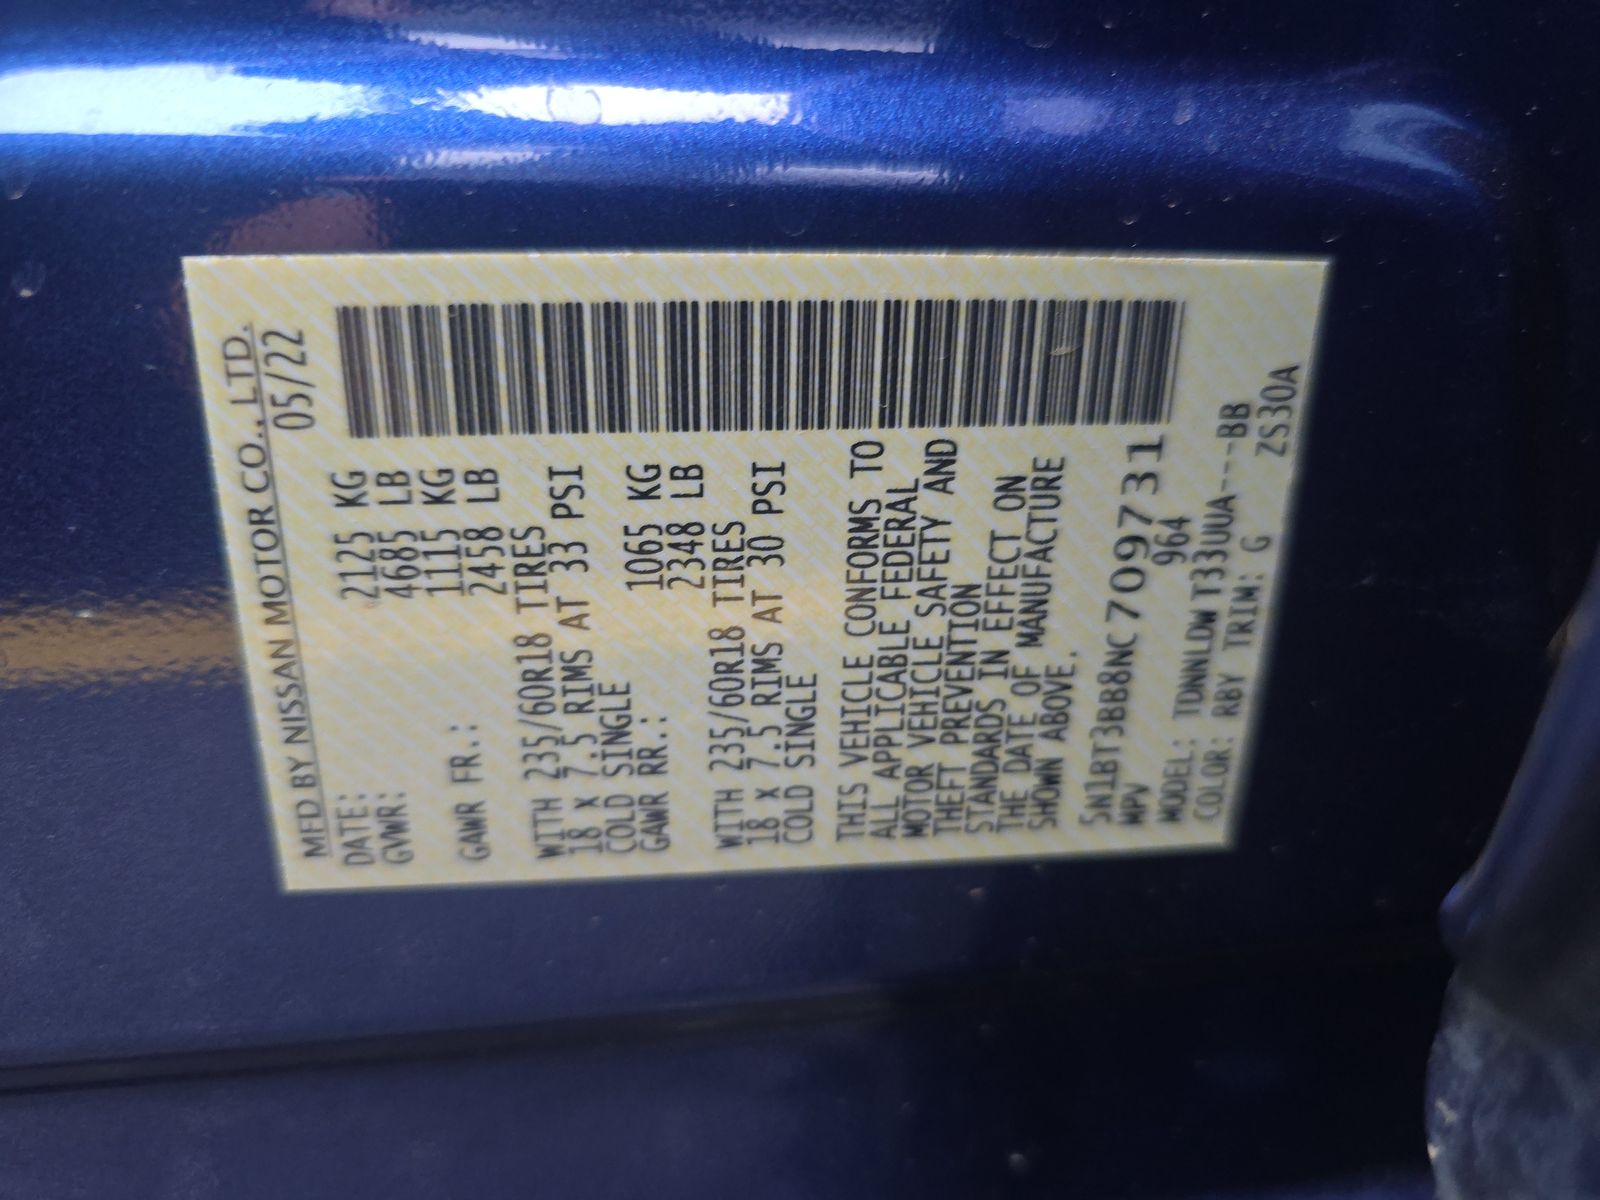 MFD BY NISSAN MOTOR CO., LTD.
DATE: 05/22
GVWR: 2125 KG
4685 LB
GAWR FR.: 1115 KG
2458 LB
WITH 235/60R18 TIRES
18 X 7.5 RIMS AT 33 PSI
COLD SINGLE
GAWR RR.: 1065 KG
2348 LB
WITH 235/60R18 TIRES
18 X 7.5 RIMS AT 30 PSI
COLD SINGLE
THIS VEHICLE CONFORMS TO
ALL APPLICABLE FEDERAL
MOTOR VEHICLE SAFETY AND
THEFT PREVENTION
STANDARDS IN EFFECT ON
THE DATE OF MANUFACTURE
SHOWN ABOVE.
5N1BT3BB8NC709731
MPV 964
MODEL: TDNNLDW T33UUA---BB
COLOR: RBY TRIM: G ZS30A